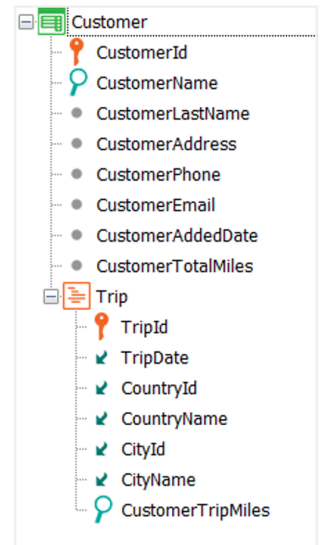 Customer
CustomerId
CustomerName
CustomerLastName
CustomerAddress
CustomerPhone
CustomerEmail
CustomerAddedDate
CustomerTotalMiles
Trip
TripId
TripDate
CountryId
CountryName
CityId
CityName
CustomerTripMiles